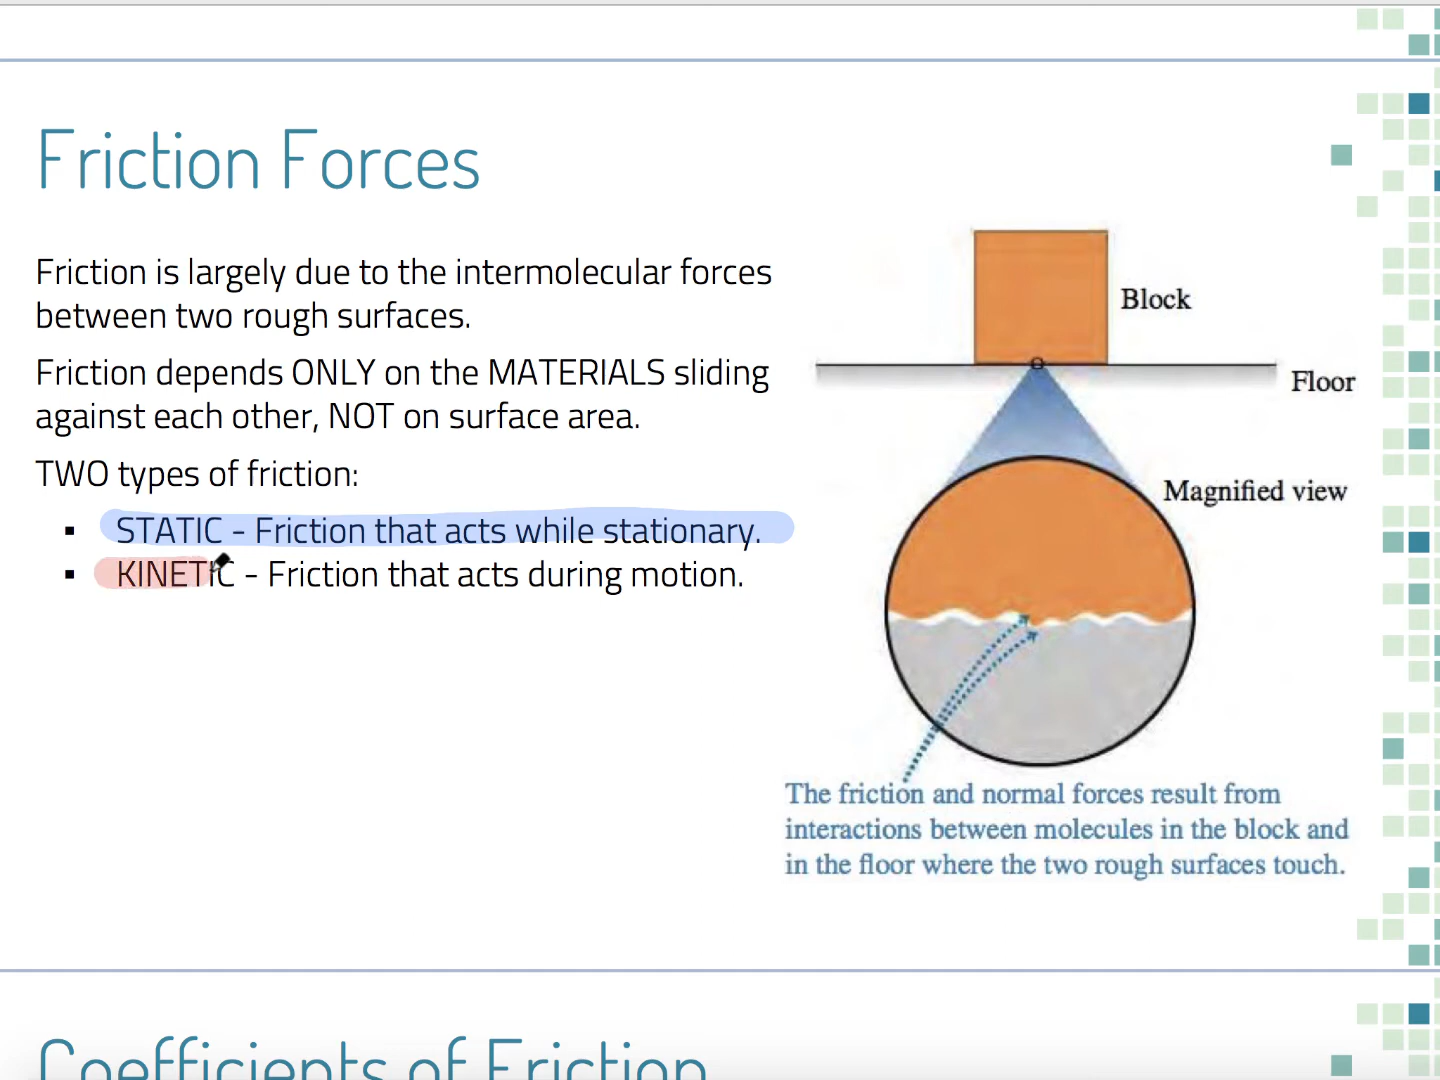 Friction Forces
Friction is largely due to the intermolecular forces
between two rough surfaces.
Friction depends ONLY on the MATERIALS sliding
against each other, NOT on surface area.
TWO types of friction:
▪ STATIC - Friction that acts while stationary.
▪ KINETIC - Friction that acts during motion.
Block
Floor
Magnified view
The friction and normal forces result from
interactions between molecules in the block and
in the floor where the two rough surfaces touch.
Coefficients of Friction